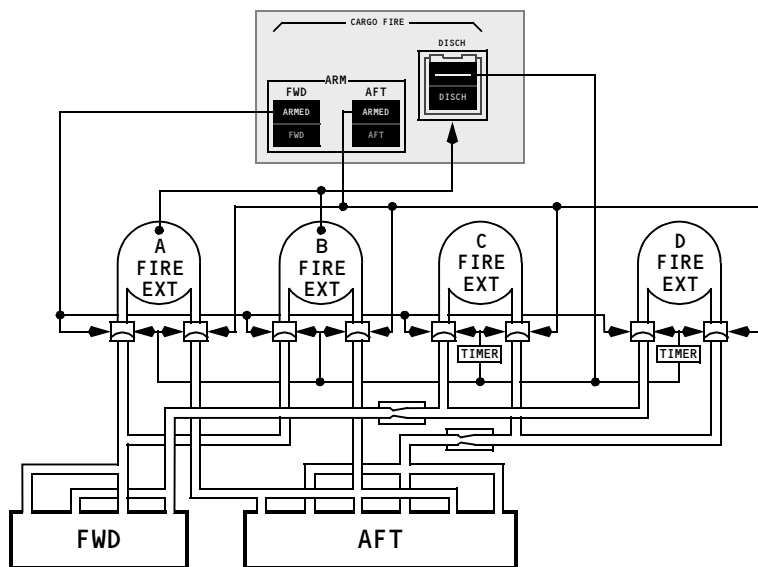 CARGO FIRE
DISCH
ARM
FWD AFT
ARMED ARMED DISCH
FWD AFT
A B C D
FIRE FIRE FIRE FIRE
EXT EXT EXT EXT
TIMER TIMER
FWD AFT